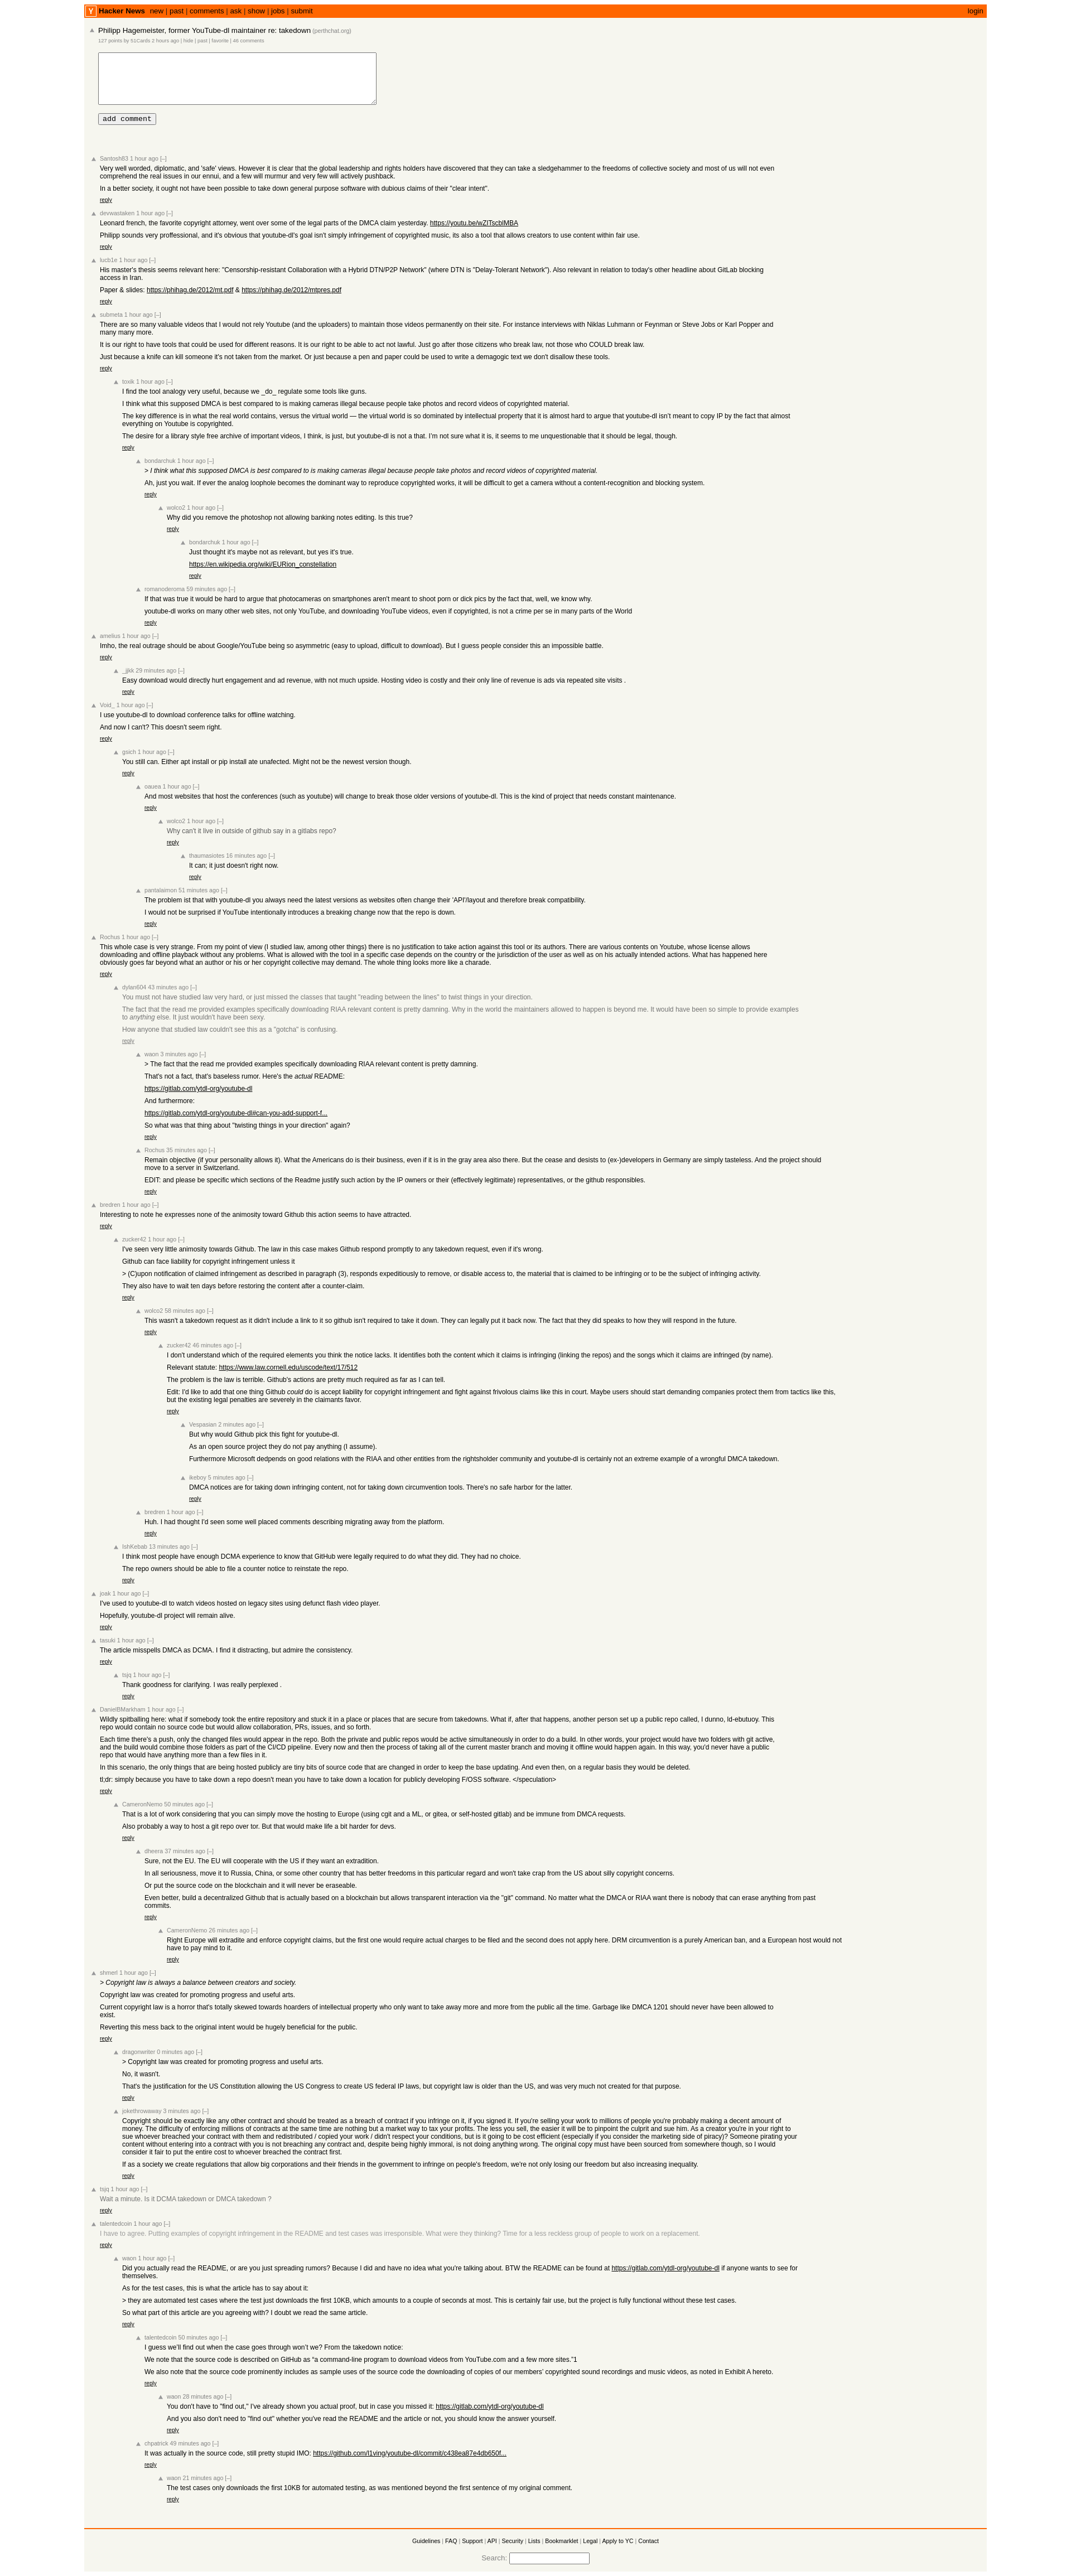 Hacker News new | past | comments | ask | show | jobs | submit login
Philipp Hagemeister, former YouTube-dl maintainer re: takedown (perthchat.org)
127 points by 51Cards 2 hours ago | hide | past | favorite | 46 comments
add comment
Santosh83 1 hour ago [–]
Very well worded, diplomatic, and 'safe' views. However it is clear that the global leadership and rights holders have discovered that they can take a sledgehammer to the freedoms of collective society and most of us will not even
comprehend the real issues in our ennui, and a few will murmur and very few will actively pushback.
In a better society, it ought not have been possible to take down general purpose software with dubious claims of their "clear intent".
reply
devwastaken 1 hour ago [–]
Leonard french, the favorite copyright attorney, went over some of the legal parts of the DMCA claim yesterday. https://youtu.be/wZITscblMBA
Philipp sounds very proffessional, and it's obvious that youtube-dl's goal isn't simply infringement of copyrighted music, its also a tool that allows creators to use content within fair use.
reply
lucb1e 1 hour ago [–]
His master's thesis seems relevant here: "Censorship-resistant Collaboration with a Hybrid DTN/P2P Network" (where DTN is "Delay-Tolerant Network"). Also relevant in relation to today's other headline about GitLab blocking
access in Iran.
Paper & slides: https://phihag.de/2012/mt.pdf & https://phihag.de/2012/mtpres.pdf
reply
submeta 1 hour ago [–]
There are so many valuable videos that I would not rely Youtube (and the uploaders) to maintain those videos permanently on their site. For instance interviews with Niklas Luhmann or Feynman or Steve Jobs or Karl Popper and
many many more.
It is our right to have tools that could be used for different reasons. It is our right to be able to act not lawful. Just go after those citizens who break law, not those who COULD break law.
Just because a knife can kill someone it's not taken from the market. Or just because a pen and paper could be used to write a demagogic text we don't disallow these tools.
reply
toxik 1 hour ago [–]
I find the tool analogy very useful, because we _do_ regulate some tools like guns.
I think what this supposed DMCA is best compared to is making cameras illegal because people take photos and record videos of copyrighted material.
The key difference is in what the real world contains, versus the virtual world — the virtual world is so dominated by intellectual property that it is almost hard to argue that youtube-dl isn't meant to copy IP by the fact that almost
everything on Youtube is copyrighted.
The desire for a library style free archive of important videos, I think, is just, but youtube-dl is not a that. I'm not sure what it is, it seems to me unquestionable that it should be legal, though.
reply
bondarchuk 1 hour ago [–]
> I think what this supposed DMCA is best compared to is making cameras illegal because people take photos and record videos of copyrighted material.
Ah, just you wait. If ever the analog loophole becomes the dominant way to reproduce copyrighted works, it will be difficult to get a camera without a content-recognition and blocking system.
reply
wolco2 1 hour ago [–]
Why did you remove the photoshop not allowing banking notes editing. Is this true?
reply
bondarchuk 1 hour ago [–]
Just thought it's maybe not as relevant, but yes it's true.
https://en.wikipedia.org/wiki/EURion_constellation
reply
romanoderoma 59 minutes ago [–]
If that was true it would be hard to argue that photocameras on smartphones aren't meant to shoot porn or dick pics by the fact that, well, we know why.
youtube-dl works on many other web sites, not only YouTube, and downloading YouTube videos, even if copyrighted, is not a crime per se in many parts of the World
reply
amelius 1 hour ago [–]
Imho, the real outrage should be about Google/YouTube being so asymmetric (easy to upload, difficult to download). But I guess people consider this an impossible battle.
reply
_jjkk 29 minutes ago [–]
Easy download would directly hurt engagement and ad revenue, with not much upside. Hosting video is costly and their only line of revenue is ads via repeated site visits .
reply
Void_ 1 hour ago [–]
I use youtube-dl to download conference talks for offline watching.
And now I can't? This doesn't seem right.
reply
gsich 1 hour ago [–]
You still can. Either apt install or pip install ate unafected. Might not be the newest version though.
reply
oauea 1 hour ago [–]
And most websites that host the conferences (such as youtube) will change to break those older versions of youtube-dl. This is the kind of project that needs constant maintenance.
reply
wolco2 1 hour ago [–]
Why can't it live in outside of github say in a gitlabs repo?
reply
thaumasiotes 16 minutes ago [–]
It can; it just doesn't right now.
reply
pantalaimon 51 minutes ago [–]
The problem ist that with youtube-dl you always need the latest versions as websites often change their 'API'/layout and therefore break compatibility.
I would not be surprised if YouTube intentionally introduces a breaking change now that the repo is down.
reply
Rochus 1 hour ago [–]
This whole case is very strange. From my point of view (I studied law, among other things) there is no justification to take action against this tool or its authors. There are various contents on Youtube, whose license allows
downloading and offline playback without any problems. What is allowed with the tool in a specific case depends on the country or the jurisdiction of the user as well as on his actually intended actions. What has happened here
obviously goes far beyond what an author or his or her copyright collective may demand. The whole thing looks more like a charade.
reply
dylan604 43 minutes ago [–]
You must not have studied law very hard, or just missed the classes that taught "reading between the lines" to twist things in your direction.
The fact that the read me provided examples specifically downloading RIAA relevant content is pretty damning. Why in the world the maintainers allowed to happen is beyond me. It would have been so simple to provide examples
to anything else. It just wouldn't have been sexy.
How anyone that studied law couldn't see this as a "gotcha" is confusing.
reply
waon 3 minutes ago [–]
> The fact that the read me provided examples specifically downloading RIAA relevant content is pretty damning.
That's not a fact, that's baseless rumor. Here's the actual README:
https://gitlab.com/ytdl-org/youtube-dl
And furthermore:
https://gitlab.com/ytdl-org/youtube-dl#can-you-add-support-f...
So what was that thing about "twisting things in your direction" again?
reply
Rochus 35 minutes ago [–]
Remain objective (if your personality allows it). What the Americans do is their business, even if it is in the gray area also there. But the cease and desists to (ex-)developers in Germany are simply tasteless. And the project should
move to a server in Switzerland.
EDIT: and please be specific which sections of the Readme justify such action by the IP owners or their (effectively legitimate) representatives, or the github responsibles.
reply
bredren 1 hour ago [–]
Interesting to note he expresses none of the animosity toward Github this action seems to have attracted.
reply
zucker42 1 hour ago [–]
I've seen very little animosity towards Github. The law in this case makes Github respond promptly to any takedown request, even if it's wrong.
Github can face liability for copyright infringement unless it
> (C)upon notification of claimed infringement as described in paragraph (3), responds expeditiously to remove, or disable access to, the material that is claimed to be infringing or to be the subject of infringing activity.
They also have to wait ten days before restoring the content after a counter-claim.
reply
wolco2 58 minutes ago [–]
This wasn't a takedown request as it didn't include a link to it so github isn't required to take it down. They can legally put it back now. The fact that they did speaks to how they will respond in the future.
reply
zucker42 46 minutes ago [–]
I don't understand which of the required elements you think the notice lacks. It identifies both the content which it claims is infringing (linking the repos) and the songs which it claims are infringed (by name).
Relevant statute: https://www.law.cornell.edu/uscode/text/17/512
The problem is the law is terrible. Github's actions are pretty much required as far as I can tell.
Edit: I'd like to add that one thing Github could do is accept liability for copyright infringement and fight against frivolous claims like this in court. Maybe users should start demanding companies protect them from tactics like this,
but the existing legal penalties are severely in the claimants favor.
reply
Vespasian 2 minutes ago [–]
But why would Github pick this fight for youtube-dl.
As an open source project they do not pay anything (I assume).
Furthermore Microsoft dedpends on good relations with the RIAA and other entities from the rightsholder community and youtube-dl is certainly not an extreme example of a wrongful DMCA takedown.
ikeboy 5 minutes ago [–]
DMCA notices are for taking down infringing content, not for taking down circumvention tools. There's no safe harbor for the latter.
reply
bredren 1 hour ago [–]
Huh. I had thought I'd seen some well placed comments describing migrating away from the platform.
reply
IshKebab 13 minutes ago [–]
I think most people have enough DCMA experience to know that GitHub were legally required to do what they did. They had no choice.
The repo owners should be able to file a counter notice to reinstate the repo.
reply
joak 1 hour ago [–]
I've used to youtube-dl to watch videos hosted on legacy sites using defunct flash video player.
Hopefully, youtube-dl project will remain alive.
reply
tasuki 1 hour ago [–]
The article misspells DMCA as DCMA. I find it distracting, but admire the consistency.
reply
tsjq 1 hour ago [–]
Thank goodness for clarifying. I was really perplexed .
reply
DanielBMarkham 1 hour ago [–]
Wildly spitballing here: what if somebody took the entire repository and stuck it in a place or places that are secure from takedowns. What if, after that happens, another person set up a public repo called, I dunno, ld-ebutuoy. This
repo would contain no source code but would allow collaboration, PRs, issues, and so forth.
Each time there's a push, only the changed files would appear in the repo. Both the private and public repos would be active simultaneously in order to do a build. In other words, your project would have two folders with git active,
and the build would combine those folders as part of the CI/CD pipeline. Every now and then the process of taking all of the current master branch and moving it offline would happen again. In this way, you'd never have a public
repo that would have anything more than a few files in it.
In this scenario, the only things that are being hosted publicly are tiny bits of source code that are changed in order to keep the base updating. And even then, on a regular basis they would be deleted.
tl;dr: simply because you have to take down a repo doesn't mean you have to take down a location for publicly developing F/OSS software. </speculation>
reply
CameronNemo 50 minutes ago [–]
That is a lot of work considering that you can simply move the hosting to Europe (using cgit and a ML, or gitea, or self-hosted gitlab) and be immune from DMCA requests.
Also probably a way to host a git repo over tor. But that would make life a bit harder for devs.
reply
dheera 37 minutes ago [–]
Sure, not the EU. The EU will cooperate with the US if they want an extradition.
In all seriousness, move it to Russia, China, or some other country that has better freedoms in this particular regard and won't take crap from the US about silly copyright concerns.
Or put the source code on the blockchain and it will never be eraseable.
Even better, build a decentralized Github that is actually based on a blockchain but allows transparent interaction via the "git" command. No matter what the DMCA or RIAA want there is nobody that can erase anything from past
commits.
reply
CameronNemo 26 minutes ago [–]
Right Europe will extradite and enforce copyright claims, but the first one would require actual charges to be filed and the second does not apply here. DRM circumvention is a purely American ban, and a European host would not
have to pay mind to it.
reply
shmerl 1 hour ago [–]
> Copyright law is always a balance between creators and society.
Copyright law was created for promoting progress and useful arts.
Current copyright law is a horror that's totally skewed towards hoarders of intellectual property who only want to take away more and more from the public all the time. Garbage like DMCA 1201 should never have been allowed to
exist.
Reverting this mess back to the original intent would be hugely beneficial for the public.
reply
dragonwriter 0 minutes ago [–]
> Copyright law was created for promoting progress and useful arts.
No, it wasn't.
That's the justification for the US Constitution allowing the US Congress to create US federal IP laws, but copyright law is older than the US, and was very much not created for that purpose.
reply
jokethrowaway 3 minutes ago [–]
Copyright should be exactly like any other contract and should be treated as a breach of contract if you infringe on it, if you signed it. If you're selling your work to millions of people you're probably making a decent amount of
money. The difficulty of enforcing millions of contracts at the same time are nothing but a market way to tax your profits. The less you sell, the easier it will be to pinpoint the culprit and sue him. As a creator you're in your right to
sue whoever breached your contract with them and redistributed / copied your work / didn't respect your conditions, but is it going to be cost efficient (especially if you consider the marketing side of piracy)? Someone pirating your
content without entering into a contract with you is not breaching any contract and, despite being highly immoral, is not doing anything wrong. The original copy must have been sourced from somewhere though, so I would
consider it fair to put the entire cost to whoever breached the contract first.
If as a society we create regulations that allow big corporations and their friends in the government to infringe on people's freedom, we're not only losing our freedom but also increasing inequality.
reply
tsjq 1 hour ago [–]
Wait a minute. Is it DCMA takedown or DMCA takedown ?
reply
talentedcoin 1 hour ago [–]
I have to agree. Putting examples of copyright infringement in the README and test cases was irresponsible. What were they thinking? Time for a less reckless group of people to work on a replacement.
reply
waon 1 hour ago [–]
Did you actually read the README, or are you just spreading rumors? Because I did and have no idea what you're talking about. BTW the README can be found at https://gitlab.com/ytdl-org/youtube-dl if anyone wants to see for
themselves.
As for the test cases, this is what the article has to say about it:
> they are automated test cases where the test just downloads the first 10KB, which amounts to a couple of seconds at most. This is certainly fair use, but the project is fully functional without these test cases.
So what part of this article are you agreeing with? I doubt we read the same article.
reply
talentedcoin 50 minutes ago [–]
I guess we'll find out when the case goes through won't we? From the takedown notice:
We note that the source code is described on GitHub as “a command-line program to download videos from YouTube.com and a few more sites.”1
We also note that the source code prominently includes as sample uses of the source code the downloading of copies of our members' copyrighted sound recordings and music videos, as noted in Exhibit A hereto.
reply
waon 28 minutes ago [–]
You don't have to "find out," I've already shown you actual proof, but in case you missed it: https://gitlab.com/ytdl-org/youtube-dl
And you also don't need to "find out" whether you've read the README and the article or not, you should know the answer yourself.
reply
chpatrick 49 minutes ago [–]
It was actually in the source code, still pretty stupid IMO: https://github.com/l1ving/youtube-dl/commit/c438ea87e4db650f...
reply
waon 21 minutes ago [–]
The test cases only downloads the first 10KB for automated testing, as was mentioned beyond the first sentence of my original comment.
reply
Guidelines | FAQ | Support | API | Security | Lists | Bookmarklet | Legal | Apply to YC | Contact
Search: